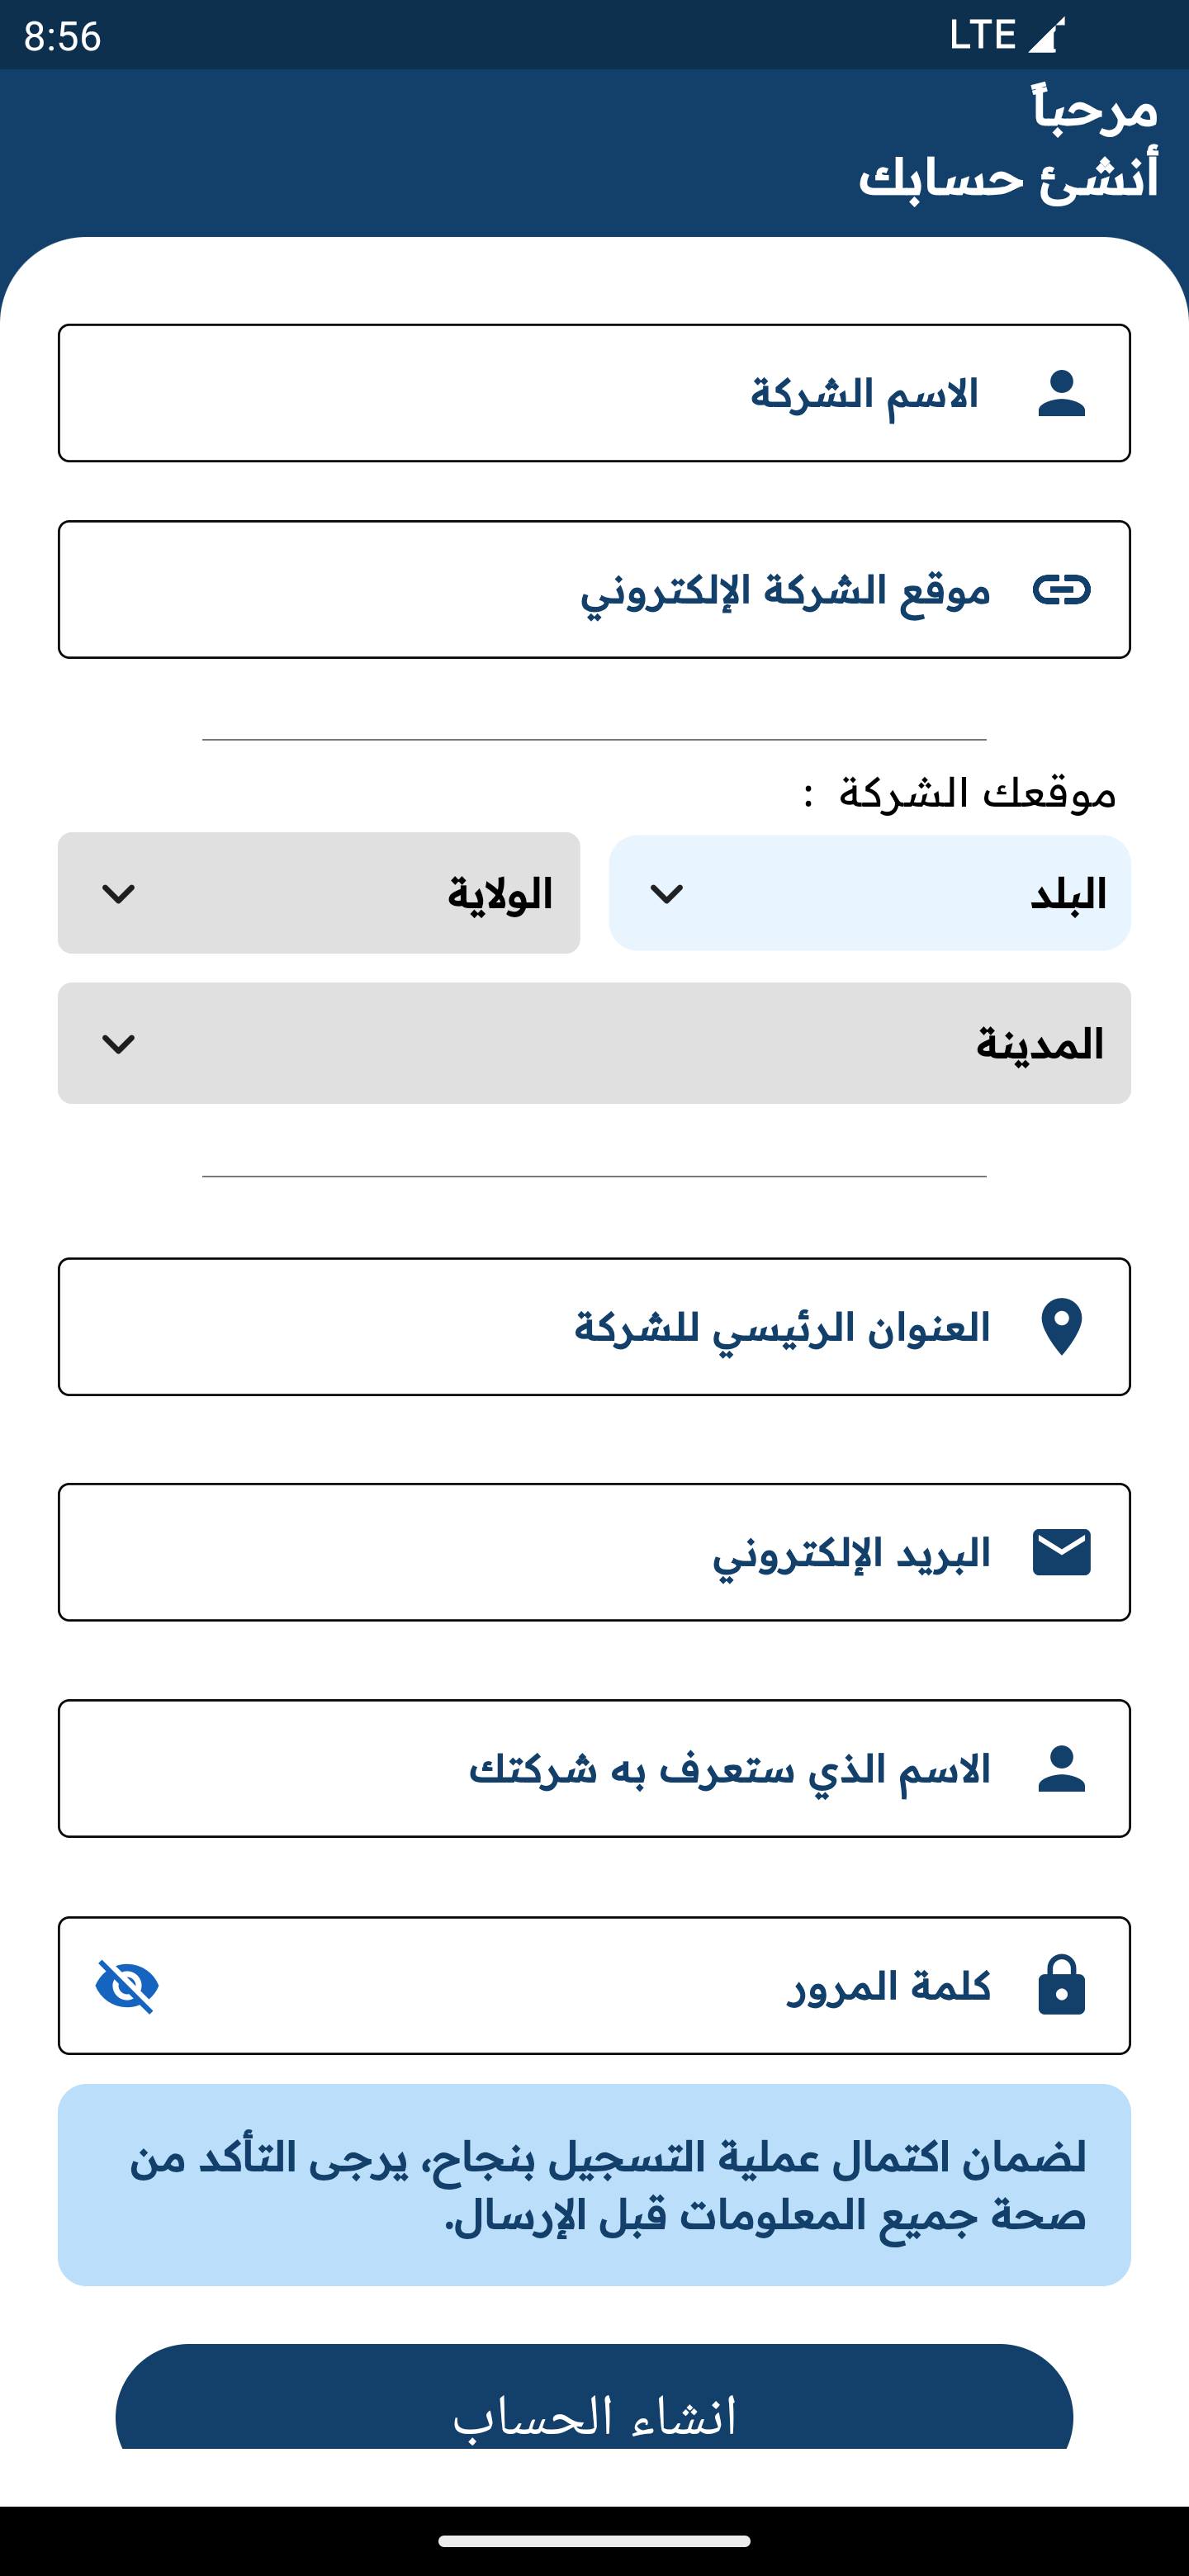 8:56
LTE
مرحباً
أنشئ حسابك
الاسم الشركة
موقع الشركة الإلكتروني
موقعك الشركة :
البلد
الولاية
المدينة
العنوان الرئيسي للشركة
البريد الإلكتروني
الاسم الذي ستعرف به شركتك
كلمة المرور
لضمان اكتمال عملية التسجيل بنجاح، يرجى التأكد من
صحة جميع المعلومات قبل الإرسال.
انشاء الحساب